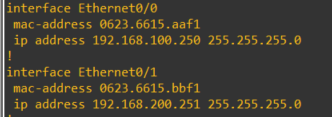 interface Ethernet0/0
 mac-address 0623.6615.aaf1
 ip address 192.168.100.250 255.255.255.0
!
interface Ethernet0/1
 mac-address 0623.6615.bbf1
 ip address 192.168.200.251 255.255.255.0